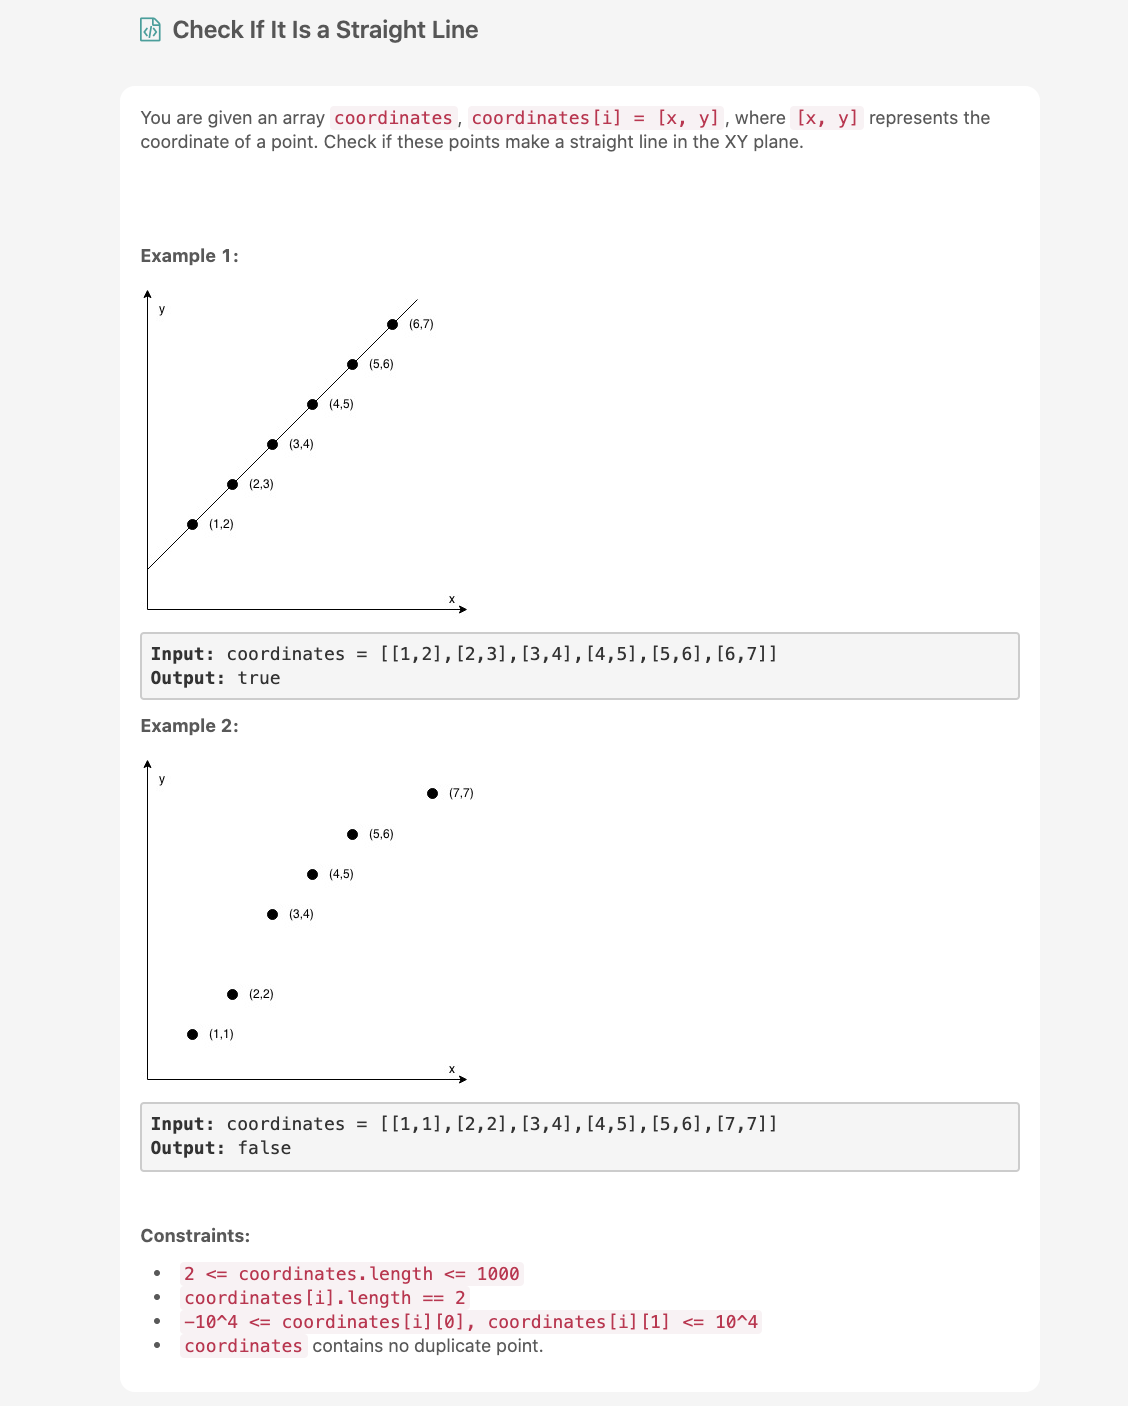 Check If It Is a Straight Line
You are given an array coordinates, coordinates[i] = [x, y], where [x, y] represents the
coordinate of a point. Check if these points make a straight line in the XY plane.
Example 1:
y
(6,7)
(5,6)
(4,5)
(3,4)
(2,3)
(1,2)
x
Input: coordinates = [[1,2],[2,3],[3,4],[4,5],[5,6],[6,7]]
Output: true
Example 2:
y
(7,7)
(5,6)
(4,5)
(3,4)
(2,2)
(1,1)
x
Input: coordinates = [[1,1],[2,2],[3,4],[4,5],[5,6],[7,7]]
Output: false
Constraints:
• 2 <= coordinates.length <= 1000
• coordinates[i].length == 2
• -10^4 <= coordinates[i][0], coordinates[i][1] <= 10^4
• coordinates contains no duplicate point.